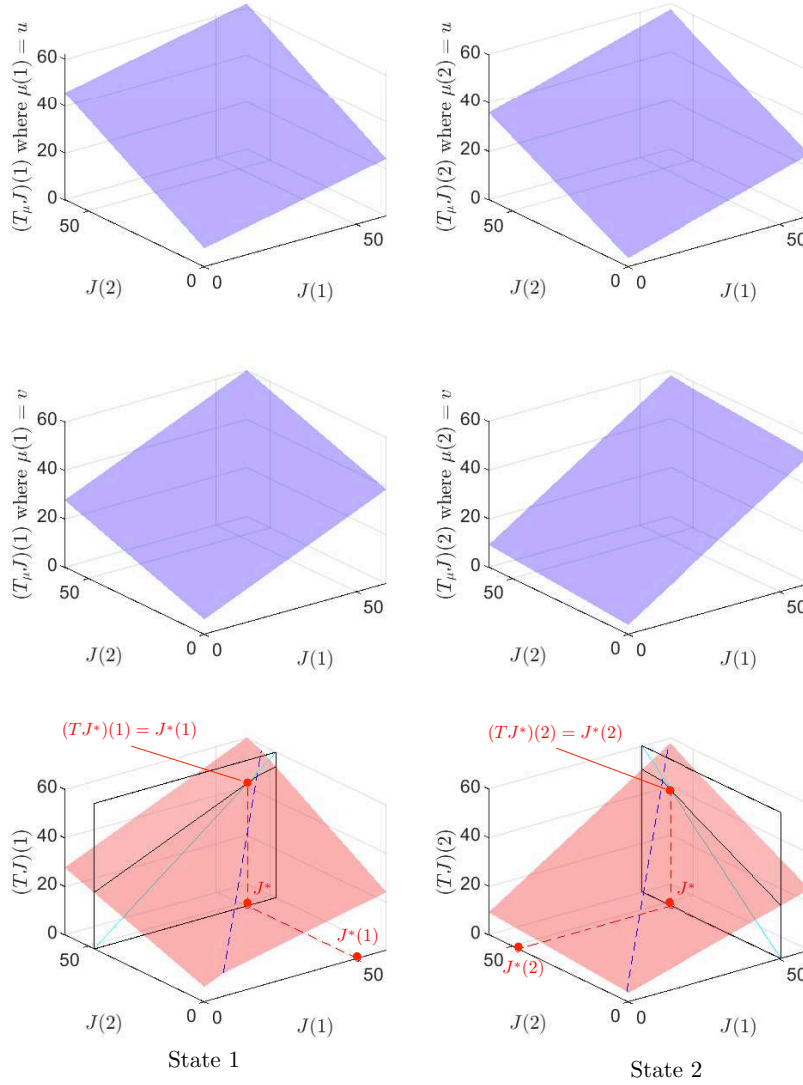 (T_μJ)(1) where μ(1) = u
60
40
20
0
50
0
0
50
J(2)
J(1)
(T_μJ)(2) where μ(2) = u
60
40
20
0
50
0
0
50
J(2)
J(1)
(T_μJ)(1) where μ(1) = v
60
40
20
0
50
0
0
50
J(2)
J(1)
(T_μJ)(2) where μ(2) = v
60
40
20
0
50
0
0
50
J(2)
J(1)
(TJ*)(1) = J*(1)
(TJ)(1)
60
40
20
0
50
0
0
50
J*
J*(1)
J(2)
J(1)
State 1
(TJ*)(2) = J*(2)
(TJ)(2)
60
40
20
0
50
0
0
50
J*
J*(2)
J(2)
J(1)
State 2